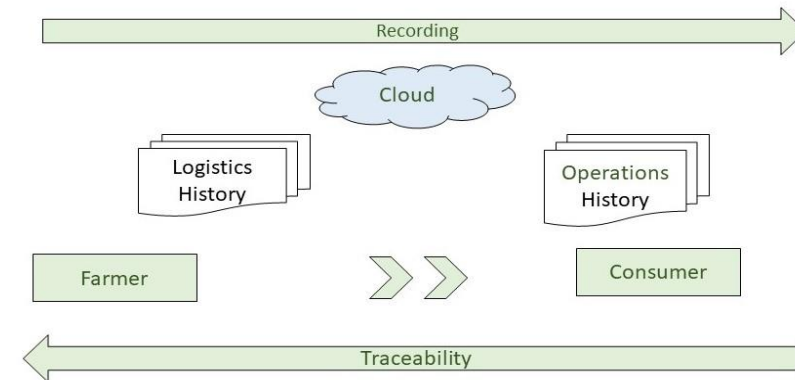 Recording
Cloud
Logistics
History
Operations
History
Farmer
Consumer
Traceability